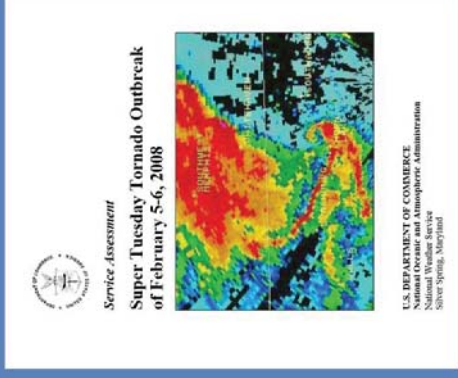 Service Assessment
Super Tuesday Tornado Outbreak
of February 5-6, 2008
U.S. DEPARTMENT OF COMMERCE
National Oceanic and Atmospheric Administration
National Weather Service
Silver Spring, Maryland